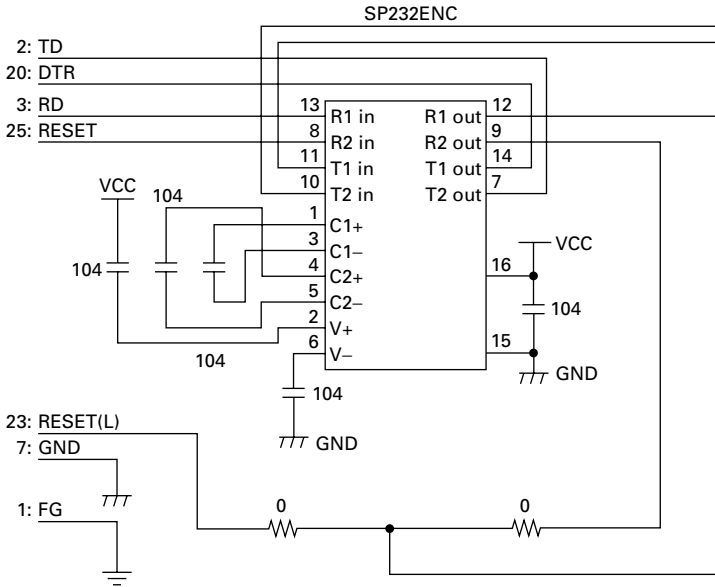 SP232ENC
2: TD
20: DTR
3: RD
25: RESET
13 R1 in R1 out 12
8 R2 in R2 out 9
11 T1 in T1 out 14
10 T2 in T2 out 7
VCC
104
104
1 C1+
3 C1−
4 C2+
5 C2−
2 V+
6 V−
104
104
GND
16
VCC
104
15
GND
23: RESET(L)
7: GND
1: FG
0
0